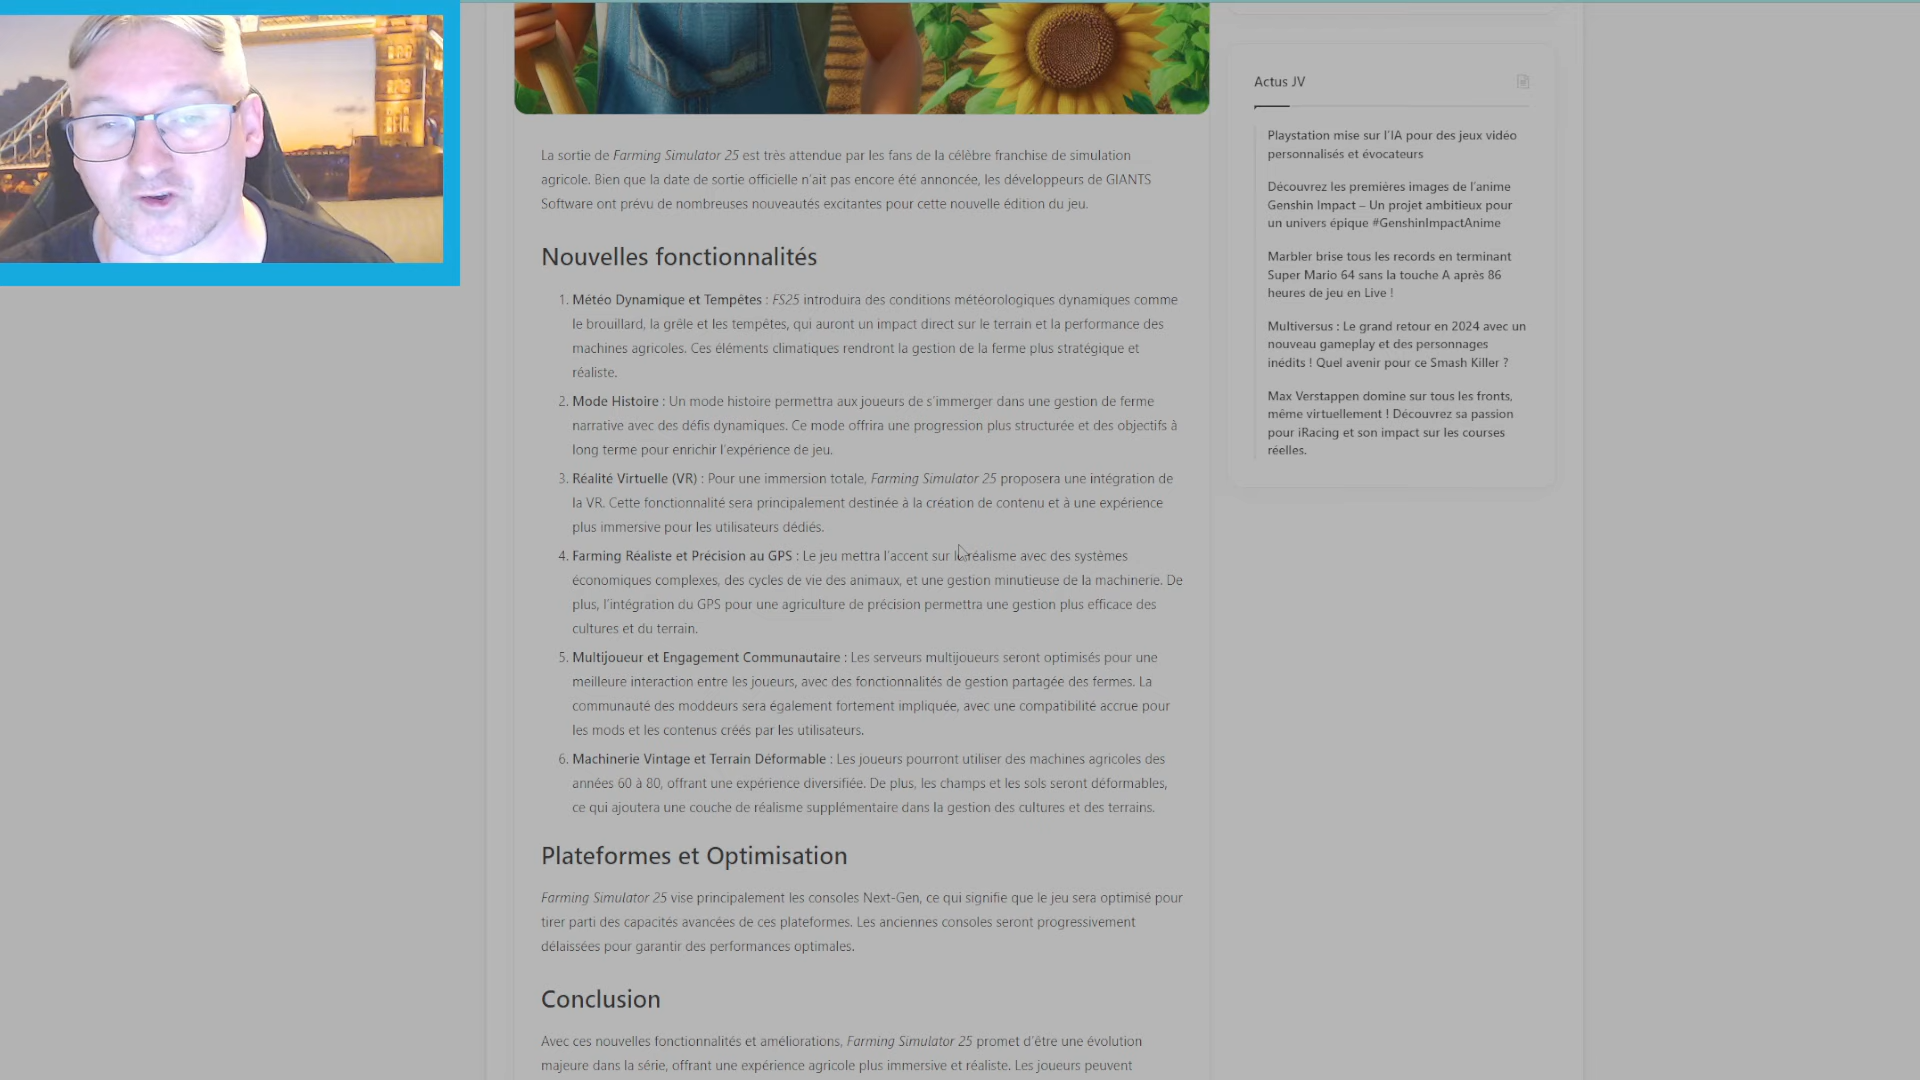 La sortie de Farming Simulator 25 est très attendue par les fans de la célèbre franchise de simulation
agricole. Bien que la date de sortie officielle n’ait pas encore été annoncée, les développeurs de GIANTS
Software ont prévu de nombreuses nouveautés excitantes pour cette nouvelle édition du jeu.
Nouvelles fonctionnalités
1. Météo Dynamique et Tempêtes : FS25 introduira des conditions météorologiques dynamiques comme
le brouillard, la grêle et les tempêtes, qui auront un impact direct sur le terrain et la performance des
machines agricoles. Ces éléments climatiques rendront la gestion de la ferme plus stratégique et
réaliste.
2. Mode Histoire : Un mode histoire permettra aux joueurs de s’immerger dans une gestion de ferme
narrative avec des défis dynamiques. Ce mode offrira une progression plus structurée et des objectifs à
long terme pour enrichir l’expérience de jeu.
3. Réalité Virtuelle (VR) : Pour une immersion totale, Farming Simulator 25 proposera une intégration de
la VR. Cette fonctionnalité sera principalement destinée à la création de contenu et à une expérience
plus immersive pour les utilisateurs dédiés.
4. Farming Réaliste et Précision au GPS : Le jeu mettra l’accent sur le réalisme avec des systèmes
économiques complexes, des cycles de vie des animaux, et une gestion minutieuse de la machinerie. De
plus, l’intégration du GPS pour une agriculture de précision permettra une gestion plus efficace des
cultures et du terrain.
5. Multijoueur et Engagement Communautaire : Les serveurs multijoueurs seront optimisés pour une
meilleure interaction entre les joueurs, avec des fonctionnalités de gestion partagée des fermes. La
communauté des moddeurs sera également fortement impliquée, avec une compatibilité accrue pour
les mods et les contenus créés par les utilisateurs.
6. Machinerie Vintage et Terrain Déformable : Les joueurs pourront utiliser des machines agricoles des
années 60 à 80, offrant une expérience diversifiée. De plus, les champs et les sols seront déformables,
ce qui ajoutera une couche de réalisme supplémentaire dans la gestion des cultures et des terrains.
Plateformes et Optimisation
Farming Simulator 25 vise principalement les consoles Next-Gen, ce qui signifie que le jeu sera optimisé pour
tirer parti des capacités avancées de ces plateformes. Les anciennes consoles seront progressivement
délaissées pour garantir des performances optimales.
Conclusion
Avec ces nouvelles fonctionnalités et améliorations, Farming Simulator 25 promet d’être une évolution
majeure dans la série, offrant une expérience agricole plus immersive et réaliste. Les joueurs peuvent
Actus JV
Playstation mise sur l’IA pour des jeux vidéo
personnalisés et évocateurs
Découvrez les premières images de l’anime
Genshin Impact – Un projet ambitieux pour
un univers épique #GenshinImpactAnime
Marbler brise tous les records en terminant
Super Mario 64 sans la touche A après 86
heures de jeu en Live !
Multiversus : Le grand retour en 2024 avec un
nouveau gameplay et des personnages
inédits ! Quel avenir pour ce Smash Killer ?
Max Verstappen domine sur tous les fronts,
même virtuellement ! Découvrez sa passion
pour iRacing et son impact sur les courses
réelles.